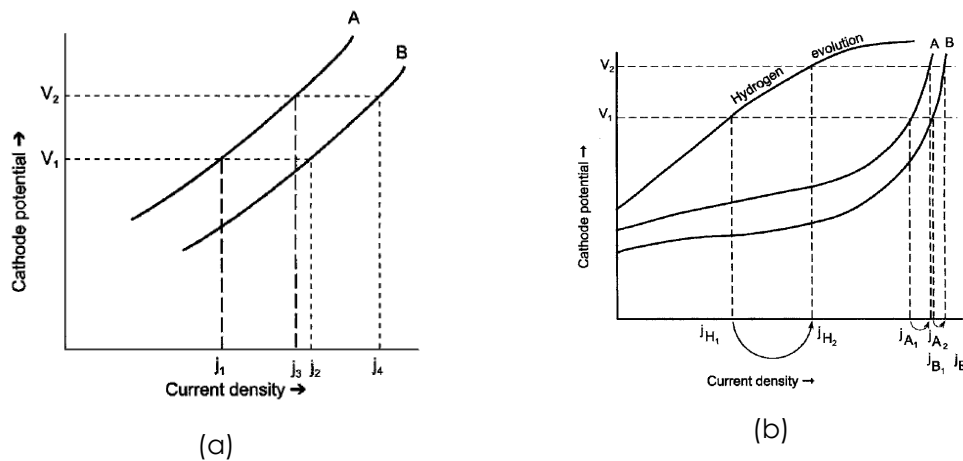 A
B
V₂
V₁
Cathode potential →
j₁
j₃
j₂
j₄
Current density →
(a)
Hydrogen evolution
A
B
V₂
V₁
Cathode potential →
jH₁
jH₂
jA₁
jA₂
jB₁
Current density →
(b)